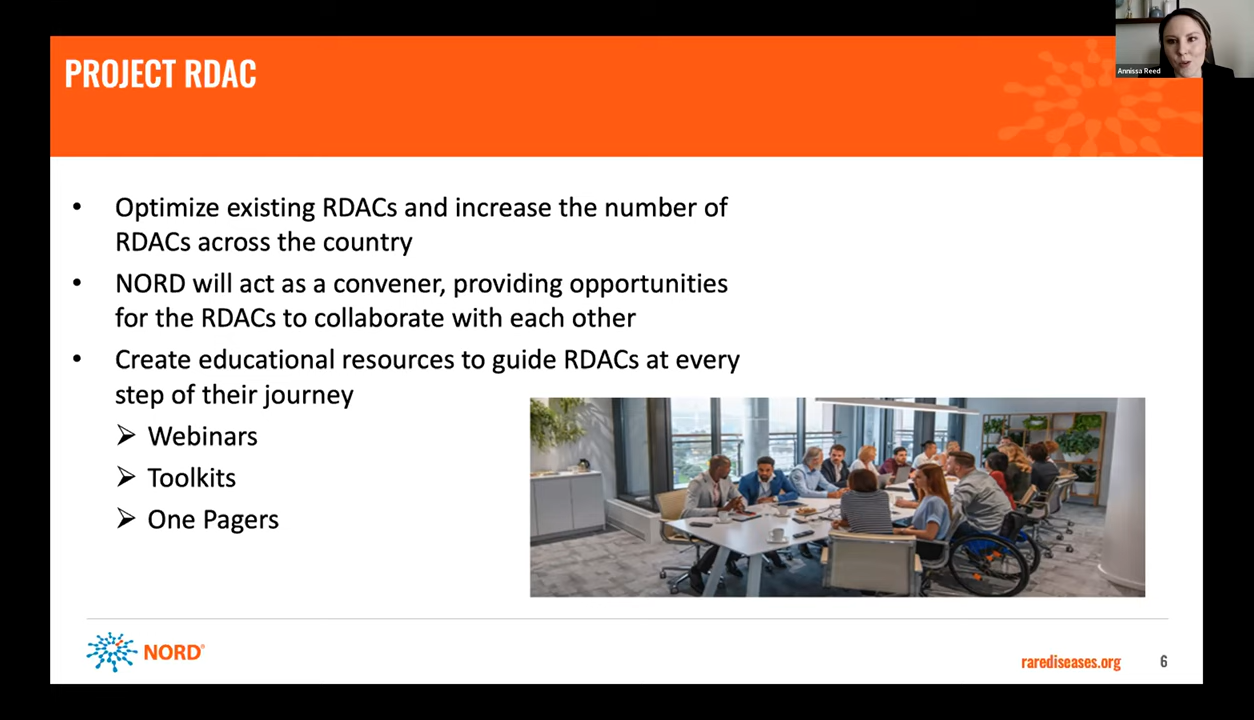 PROJECT RDAC
Annissa Reed
• Optimize existing RDACs and increase the number of
RDACs across the country
• NORD will act as a convener, providing opportunities
for the RDACs to collaborate with each other
• Create educational resources to guide RDACs at every
step of their journey
➢ Webinars
➢ Toolkits
➢ One Pagers
NORD®
rarediseases.org
6